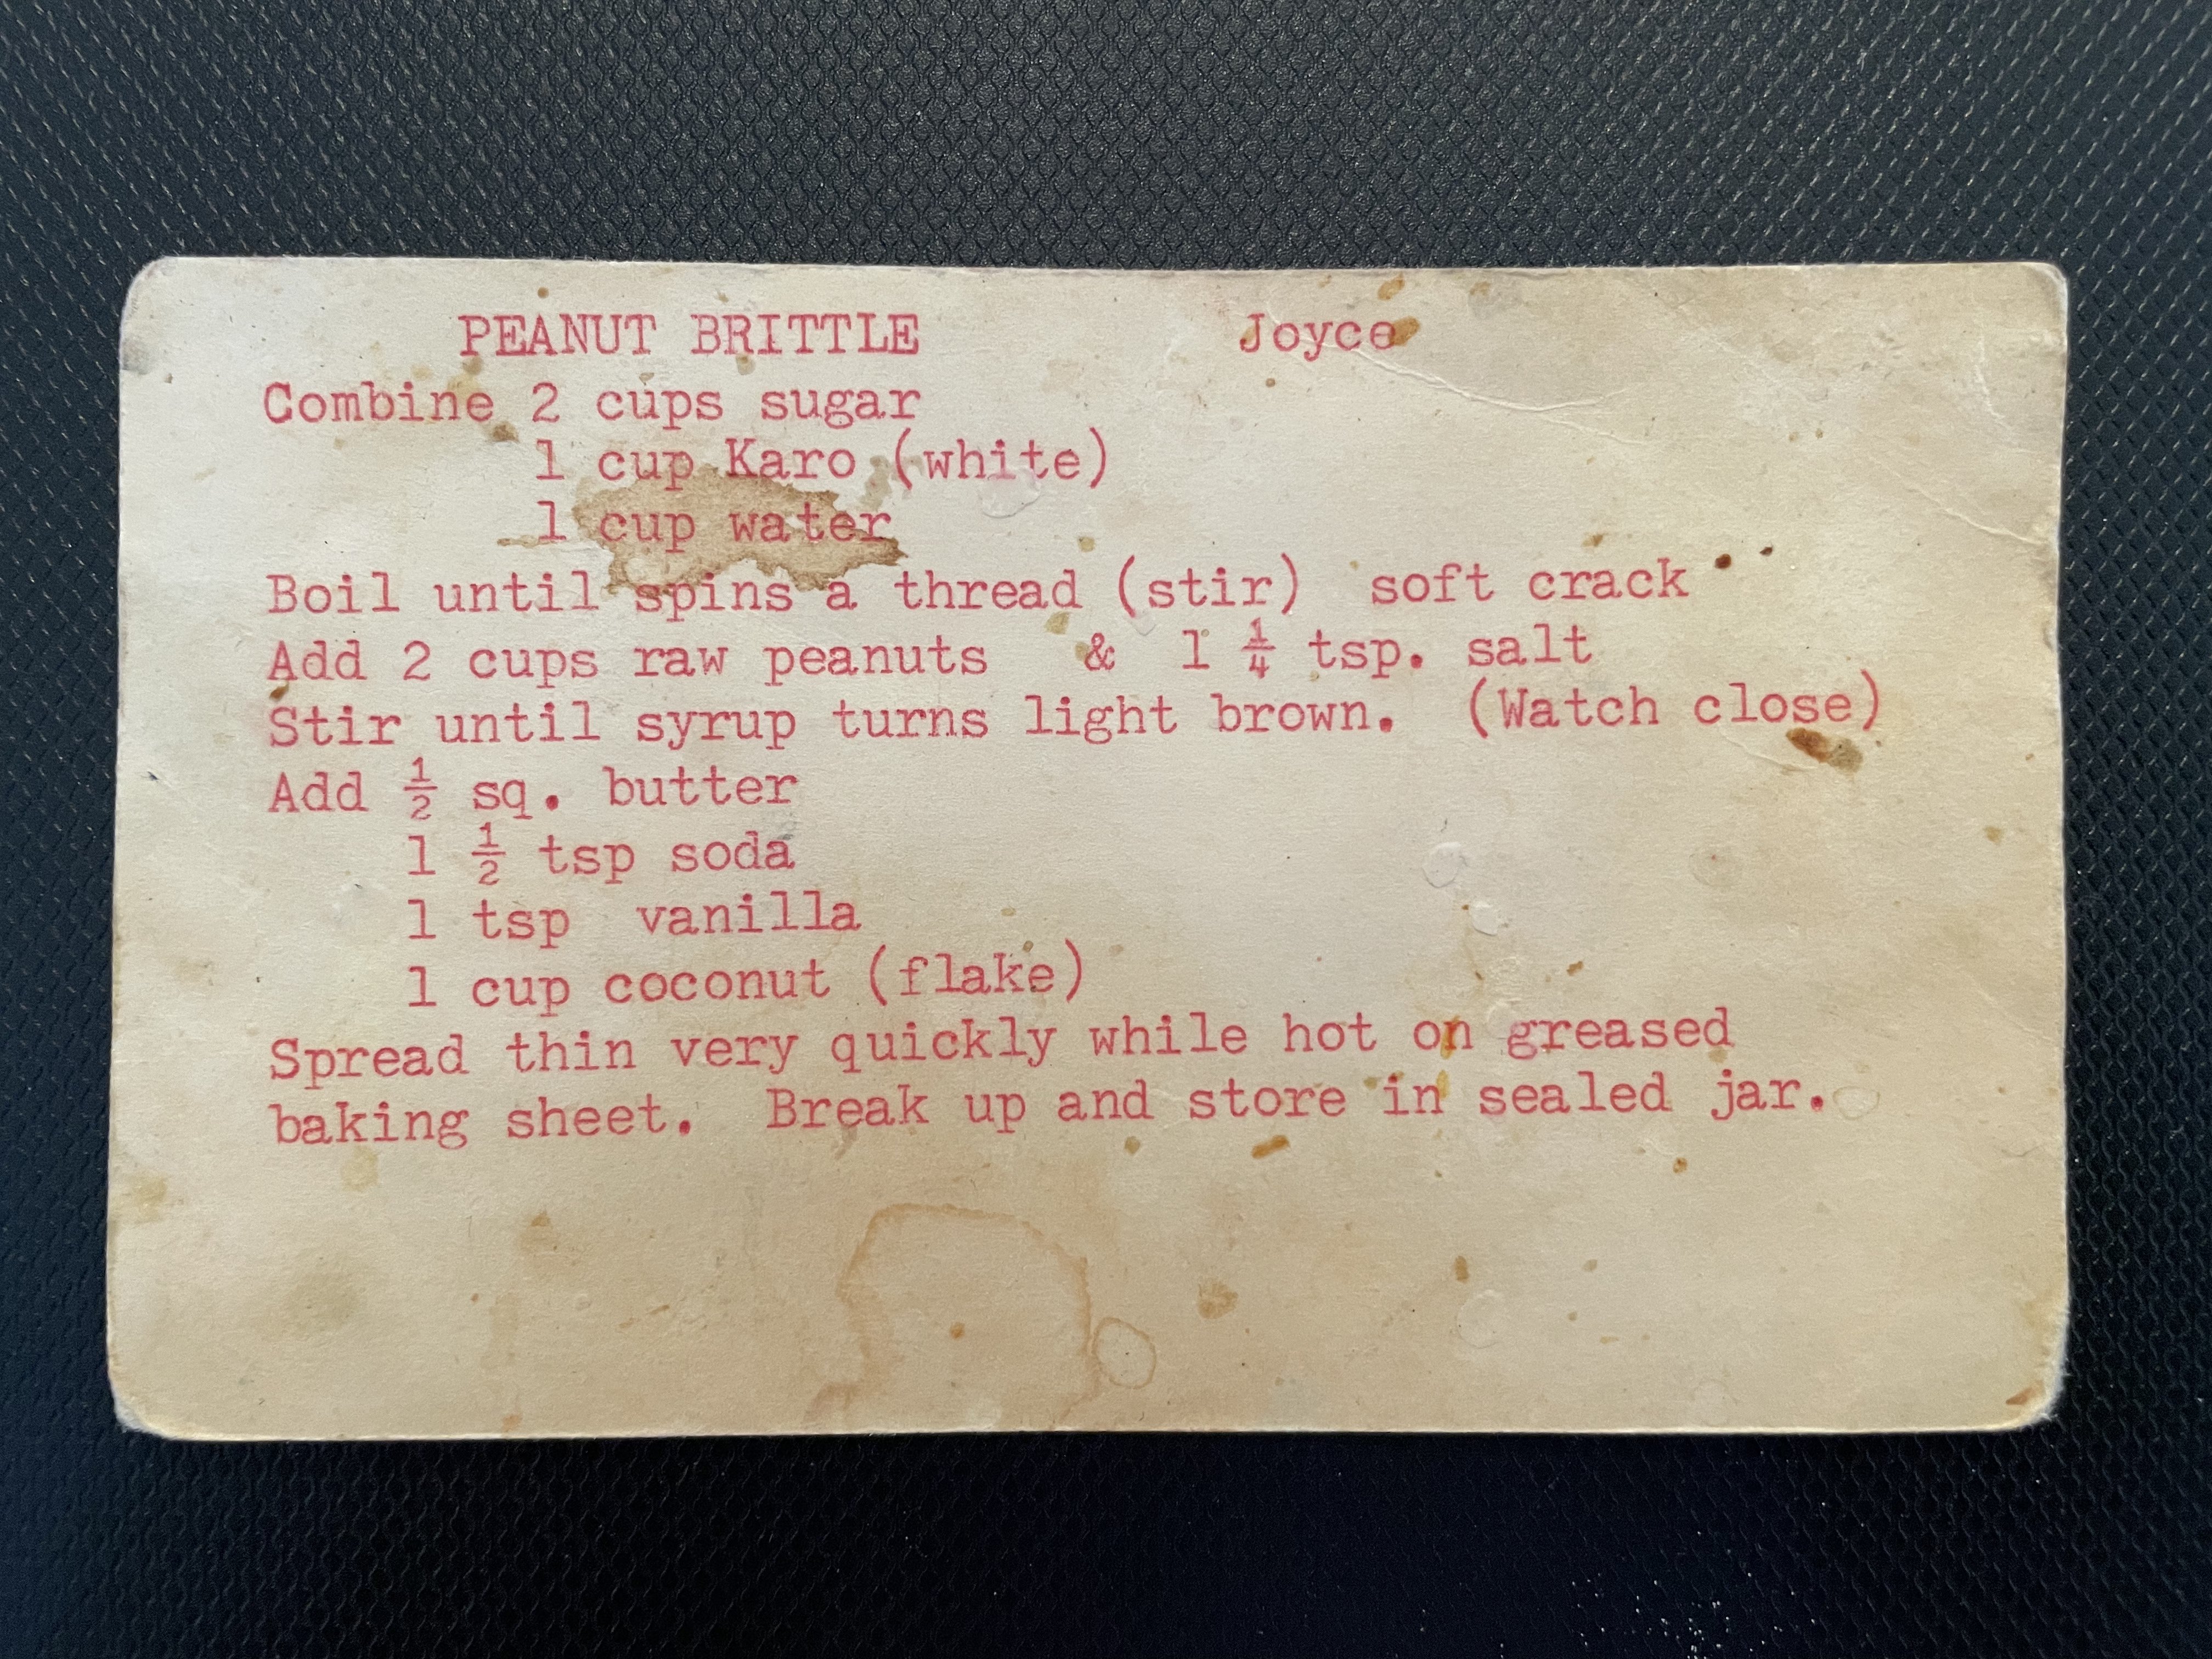 PEANUT BRITTLE Joyce
Combine 2 cups sugar
1 cup Karo (white)
1 cup water
Boil until spins a thread (stir) soft crack
Add 2 cups raw peanuts & 1 ¼ tsp. salt
Stir until syrup turns light brown. (Watch close)
Add ½ sq. butter
1 ½ tsp soda
1 tsp vanilla
1 cup coconut (flake)
Spread thin very quickly while hot on greased
baking sheet. Break up and store in sealed jar.